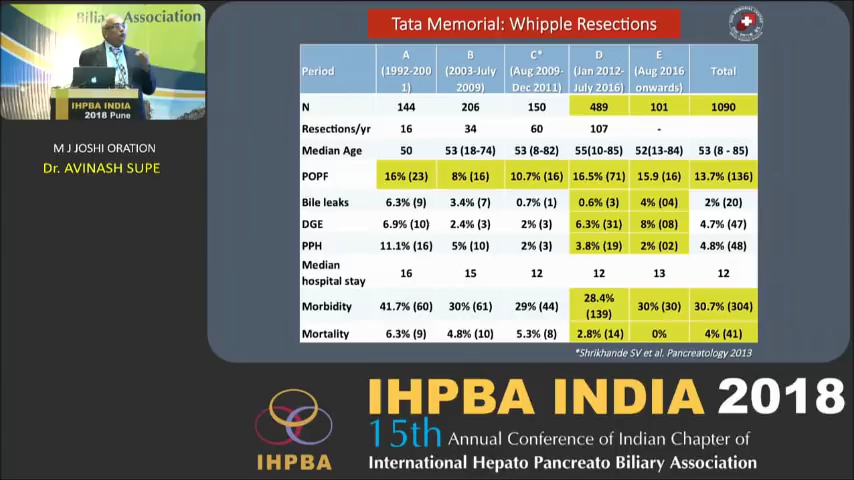 Biliary Association
IHPBA INDIA
2018 Pune
M J JOSHI ORATION
Dr. AVINASH SUPE
Tata Memorial: Whipple Resections
Period A (1992-2001) B (2003-July 2009) C* (Aug 2009-Dec 2011) D (Jan 2012-July 2016) E (Aug 2016 onwards) Total
N 144 206 150 489 101 1090
Resections/yr 16 34 60 107 -
Median Age 50 53 (18-74) 53 (8-82) 55(10-85) 52(13-84) 53 (8 - 85)
POPF 16% (23) 8% (16) 10.7% (16) 16.5% (71) 15.9 (16) 13.7% (136)
Bile leaks 6.3% (9) 3.4% (7) 0.7% (1) 0.6% (3) 4% (04) 2% (20)
DGE 6.9% (10) 2.4% (3) 2% (3) 6.3% (31) 8% (08) 4.7% (47)
PPH 11.1% (16) 5% (10) 2% (3) 3.8% (19) 2% (02) 4.8% (48)
Median hospital stay 16 15 12 12 13 12
Morbidity 41.7% (60) 30% (61) 29% (44) 28.4% (139) 30% (30) 30.7% (304)
Mortality 6.3% (9) 4.8% (10) 5.3% (8) 2.8% (14) 0% 4% (41)
*Shrikhande SV et al. Pancreatology 2013
IHPBA
IHPBA INDIA 2018
15th Annual Conference of Indian Chapter of
International Hepato Pancreato Biliary Association